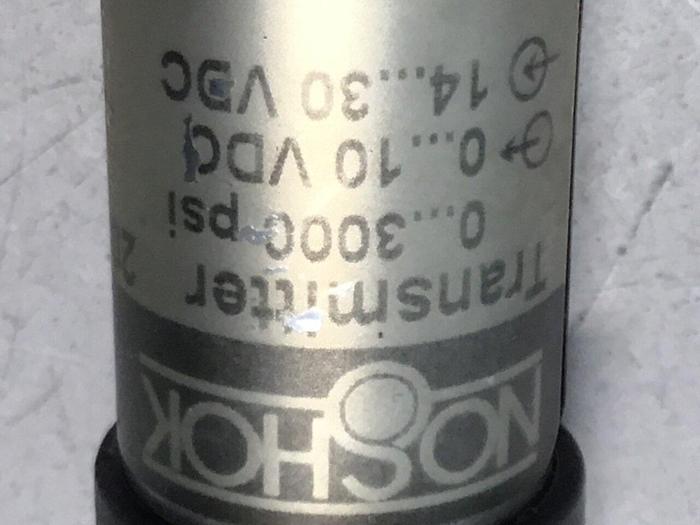 NOSHOK
Transmitter
0...3000 psi
0...10 VDC
14...30 VDC